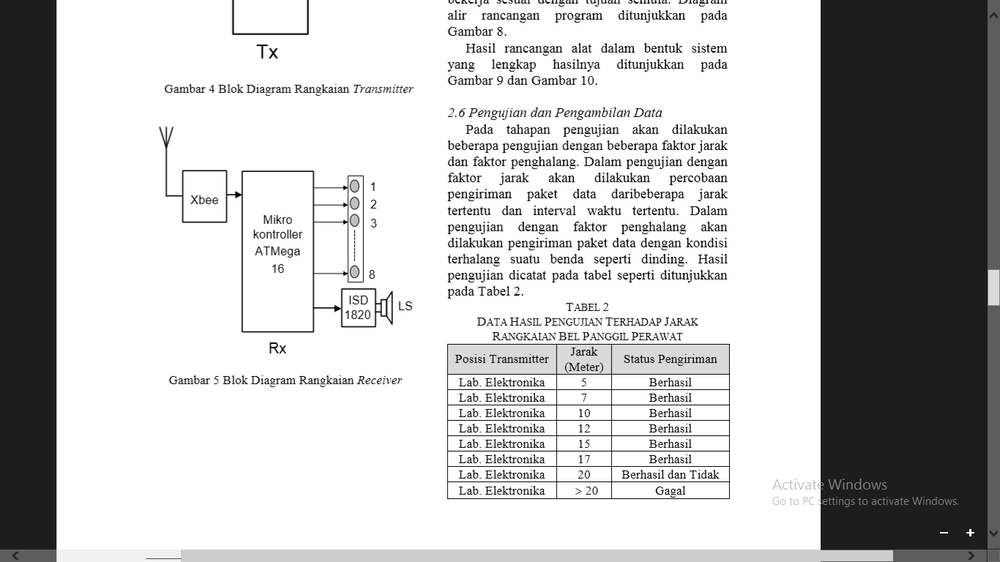 Tx
Gambar 4 Blok Diagram Rangkaian Transmitter
Xbee
Mikro
kontroller
ATMega
16
1
2
3
8
ISD
1820
LS
Rx
Gambar 5 Blok Diagram Rangkaian Receiver
bekerja sesuai dengan tujuan semula. Diagram
alir rancangan program ditunjukkan pada
Gambar 8.
Hasil rancangan alat dalam bentuk sistem
yang lengkap hasilnya ditunjukkan pada
Gambar 9 dan Gambar 10.
2.6 Pengujian dan Pengambilan Data
Pada tahapan pengujian akan dilakukan
beberapa pengujian dengan beberapa faktor jarak
dan faktor penghalang. Dalam pengujian dengan
faktor jarak akan dilakukan percobaan
pengiriman paket data daribeberapa jarak
tertentu dan interval waktu tertentu. Dalam
pengujian dengan faktor penghalang akan
dilakukan pengiriman paket data dengan kondisi
terhalang suatu benda seperti dinding. Hasil
pengujian dicatat pada tabel seperti ditunjukkan
pada Tabel 2.
TABEL 2
DATA HASIL PENGUJIAN TERHADAP JARAK
RANGKAIAN BEL PANGGIL PERAWAT
Posisi Transmitter Jarak (Meter) Status Pengiriman
Lab. Elektronika 5 Berhasil
Lab. Elektronika 7 Berhasil
Lab. Elektronika 10 Berhasil
Lab. Elektronika 12 Berhasil
Lab. Elektronika 15 Berhasil
Lab. Elektronika 17 Berhasil
Lab. Elektronika 20 Berhasil dan Tidak
Lab. Elektronika > 20 Gagal
Activate Windows
Go to PC settings to activate Windows.